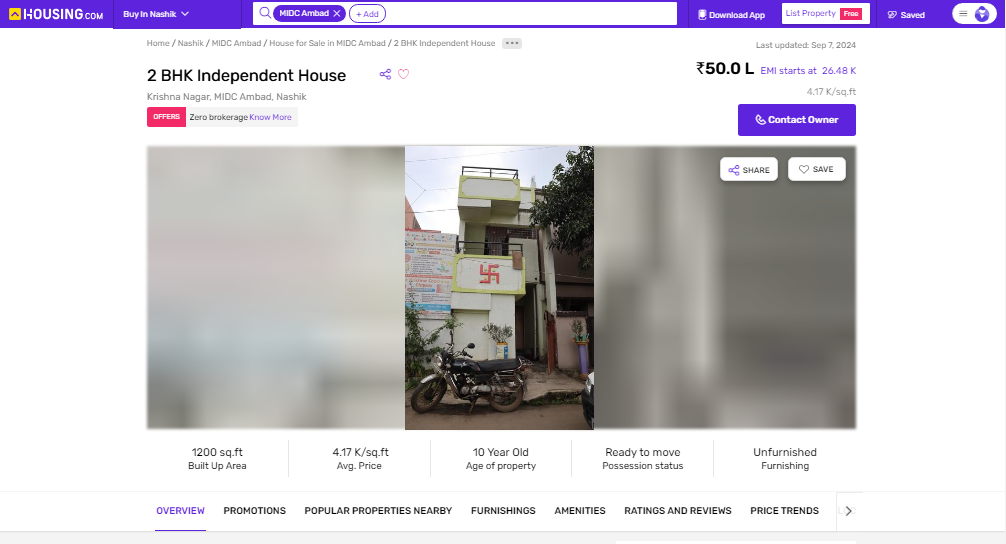 HOUSING.COM
Buy In Nashik
MIDC Ambad
+ Add
Download App
List Property Free
Saved
Home / Nashik / MIDC Ambad / House for Sale in MIDC Ambad / 2 BHK Independent House
Last updated: Sep 7, 2024
2 BHK Independent House
₹50.0 L EMI starts at 26.48 K
Krishna Nagar, MIDC Ambad, Nashik
4.17 K/sq.ft
OFFERS Zero brokerage Know More
Contact Owner
SHARE
SAVE
1200 sq.ft
Built Up Area
4.17 K/sq.ft
Avg. Price
10 Year Old
Age of property
Ready to move
Possession status
Unfurnished
Furnishing
OVERVIEW PROMOTIONS POPULAR PROPERTIES NEARBY FURNISHINGS AMENITIES RATINGS AND REVIEWS PRICE TRENDS